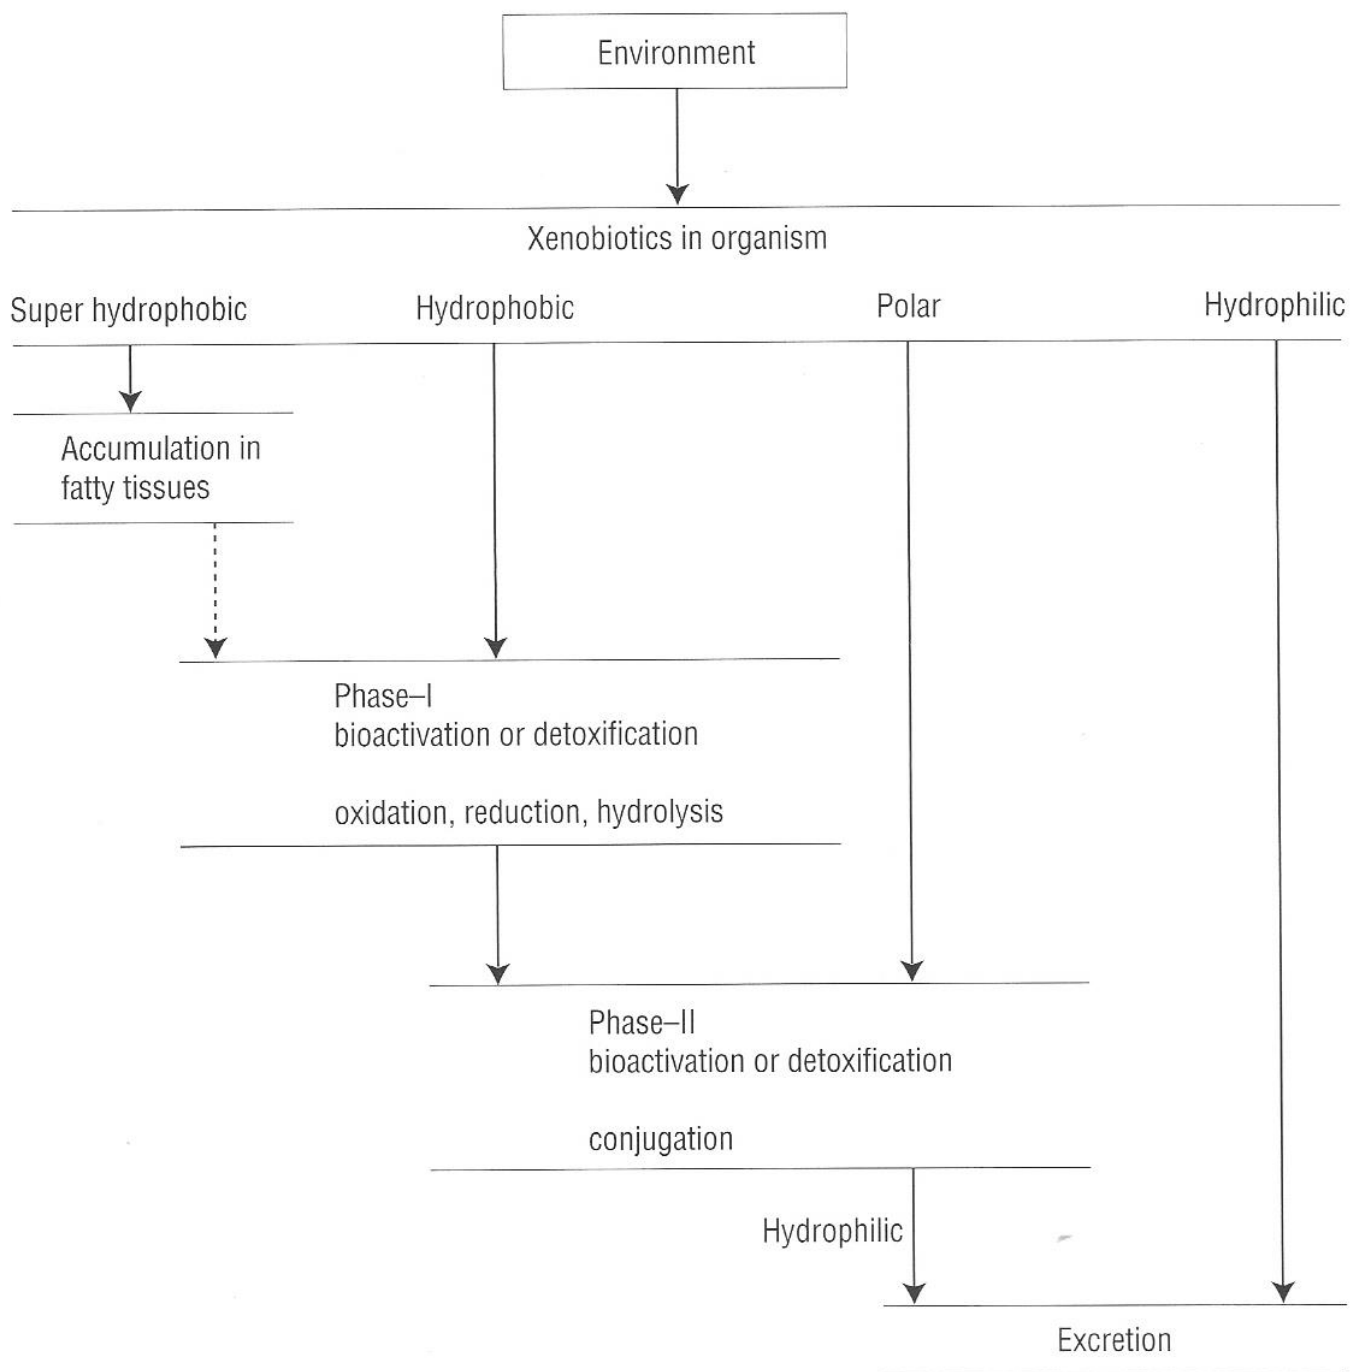 Environment
Xenobiotics in organism
Super hydrophobic
Hydrophobic
Polar
Hydrophilic
Accumulation in
fatty tissues
Phase–I
bioactivation or detoxification
oxidation, reduction, hydrolysis
Phase–II
bioactivation or detoxification
conjugation
Hydrophilic
Excretion